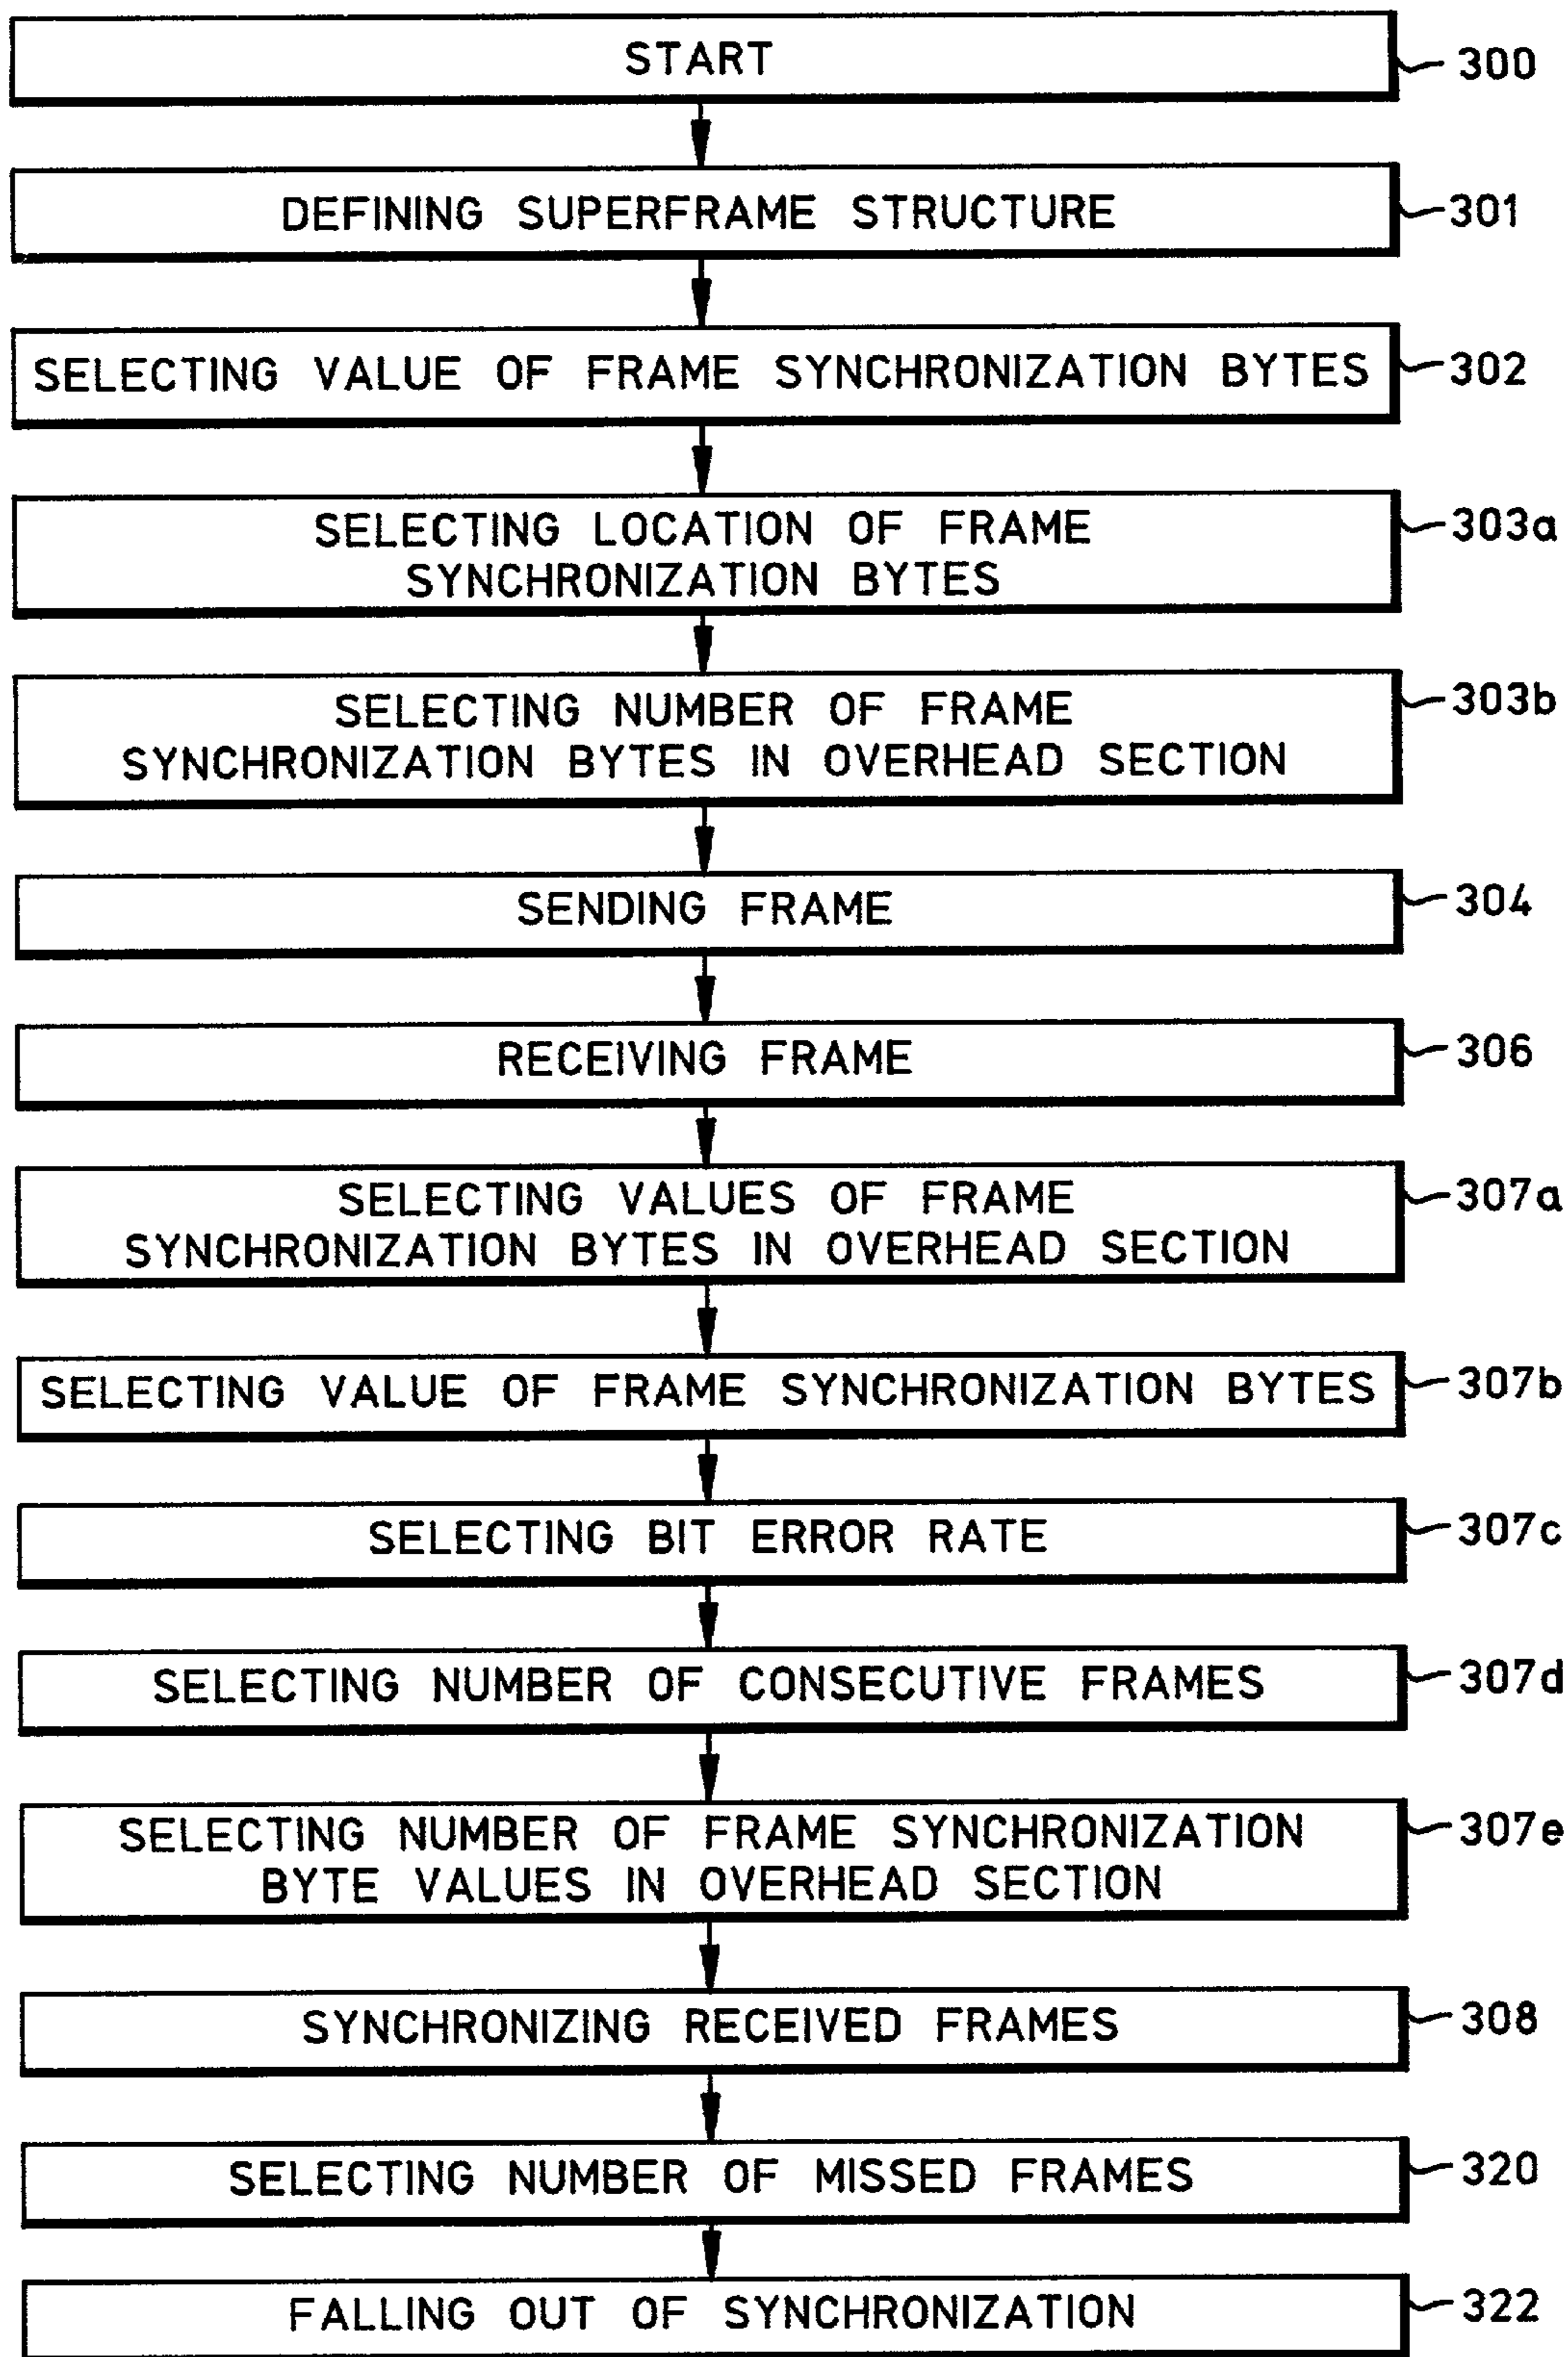 START 300
DEFINING SUPERFRAME STRUCTURE 301
SELECTING VALUE OF FRAME SYNCHRONIZATION BYTES 302
SELECTING LOCATION OF FRAME 303a
SYNCHRONIZATION BYTES
SELECTING NUMBER OF FRAME 303b
SYNCHRONIZATION BYTES IN OVERHEAD SECTION
SENDING FRAME 304
RECEIVING FRAME 306
SELECTING VALUES OF FRAME 307a
SYNCHRONIZATION BYTES IN OVERHEAD SECTION
SELECTING VALUE OF FRAME SYNCHRONIZATION BYTES 307b
SELECTING BIT ERROR RATE 307c
SELECTING NUMBER OF CONSECUTIVE FRAMES 307d
SELECTING NUMBER OF FRAME SYNCHRONIZATION 307e
BYTE VALUES IN OVERHEAD SECTION
SYNCHRONIZING RECEIVED FRAMES 308
SELECTING NUMBER OF MISSED FRAMES 320
FALLING OUT OF SYNCHRONIZATION 322